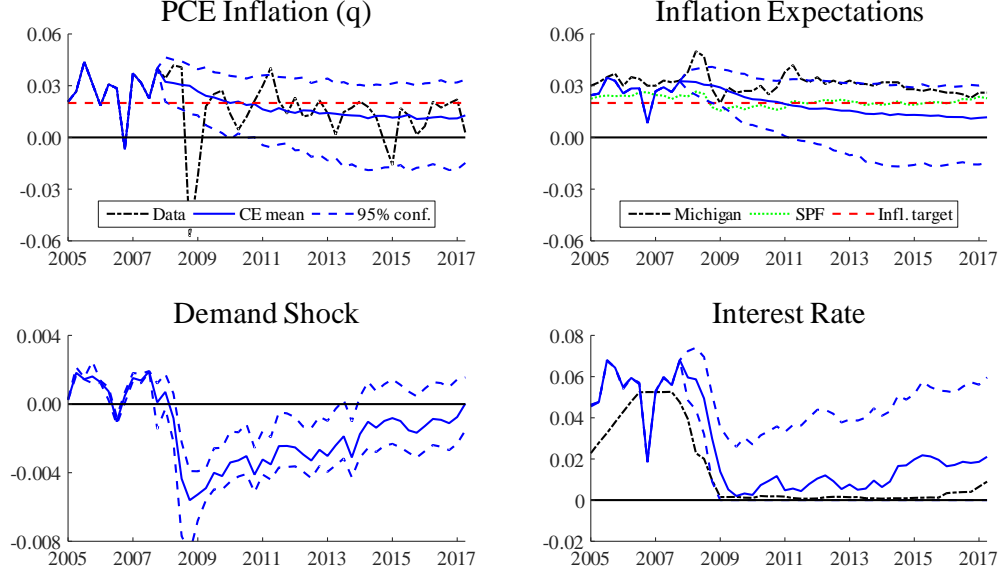 PCE Inflation (q)
0.06
0.03
0.00
-0.03
-0.06
Data CE mean 95% conf.
2005 2007 2009 2011 2013 2015 2017
Inflation Expectations
0.06
0.03
0.00
-0.03
-0.06
Michigan SPF Infl. target
2005 2007 2009 2011 2013 2015 2017
Demand Shock
0.004
0.00
-0.004
-0.008
2005 2007 2009 2011 2013 2015 2017
Interest Rate
0.08
0.06
0.04
0.02
0
-0.02
2005 2007 2009 2011 2013 2015 2017